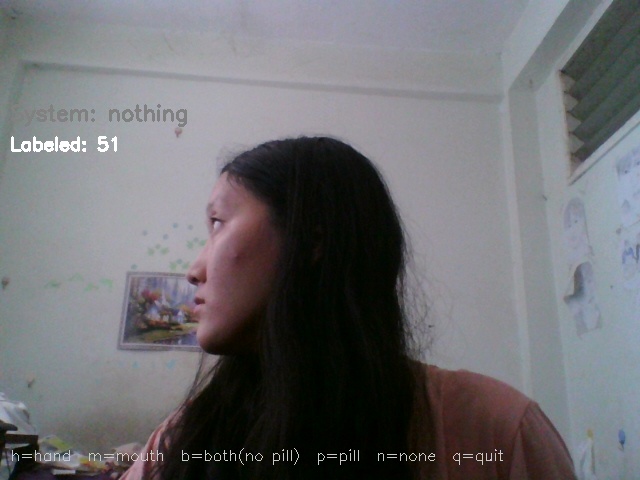 System: nothing
Labeled: 51
h=hand m=mouth b=both(no pill) p=pill n=none q=quit